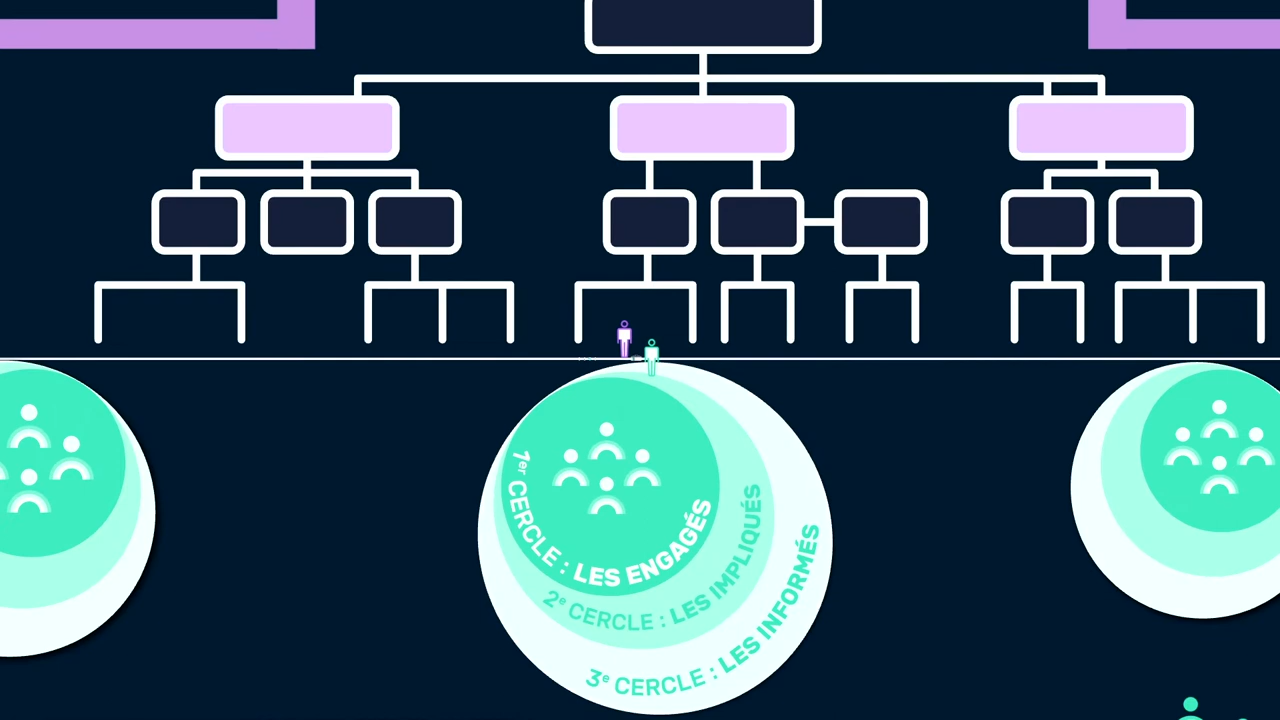 1er CERCLE : LES ENGAGÉS
2e CERCLE : LES IMPLIQUÉS
3e CERCLE : LES INFORMÉS